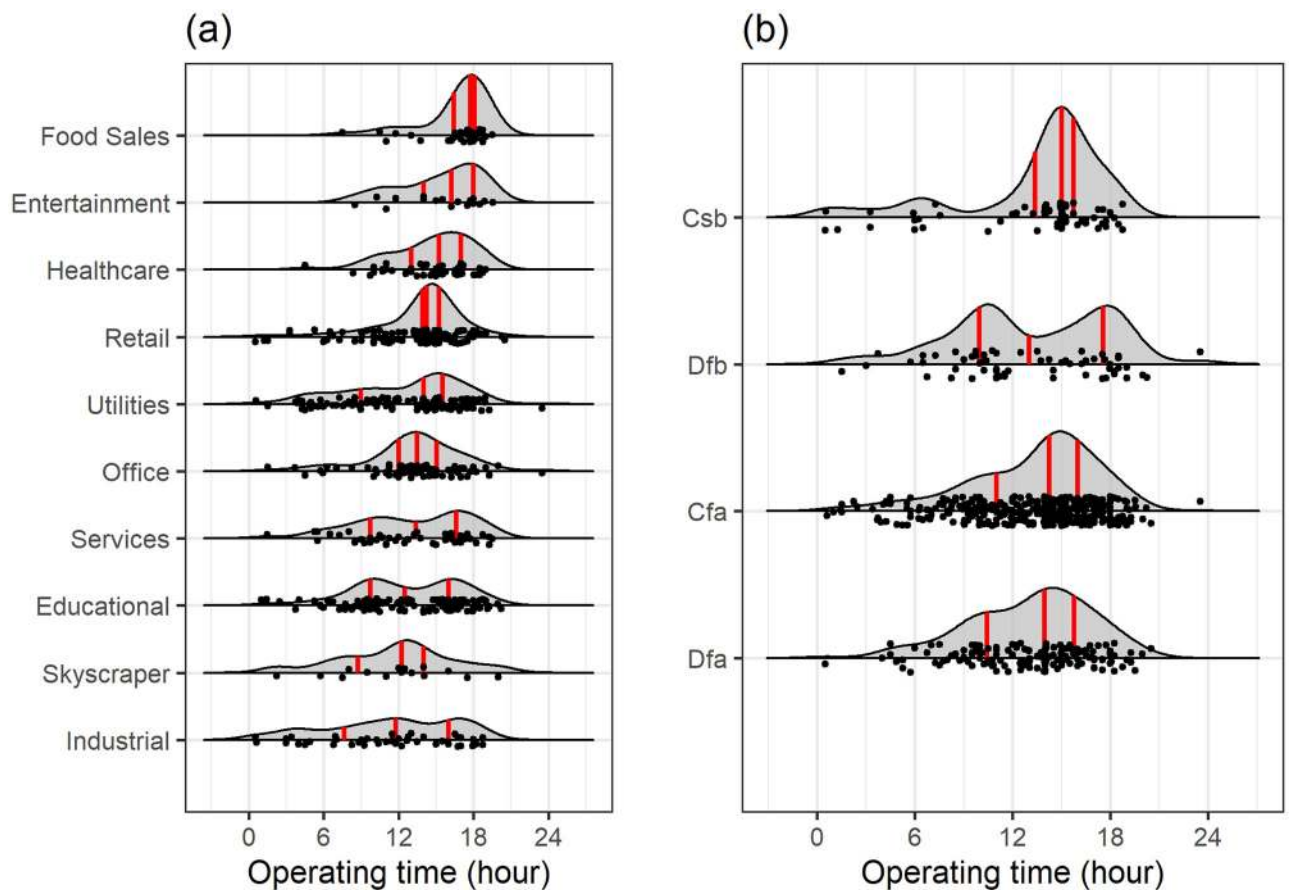 (a)
Food Sales
Entertainment
Healthcare
Retail
Utilities
Office
Services
Educational
Skyscraper
Industrial
0 6 12 18 24
Operating time (hour)
(b)
Csb
Dfb
Cfa
Dfa
0 6 12 18 24
Operating time (hour)